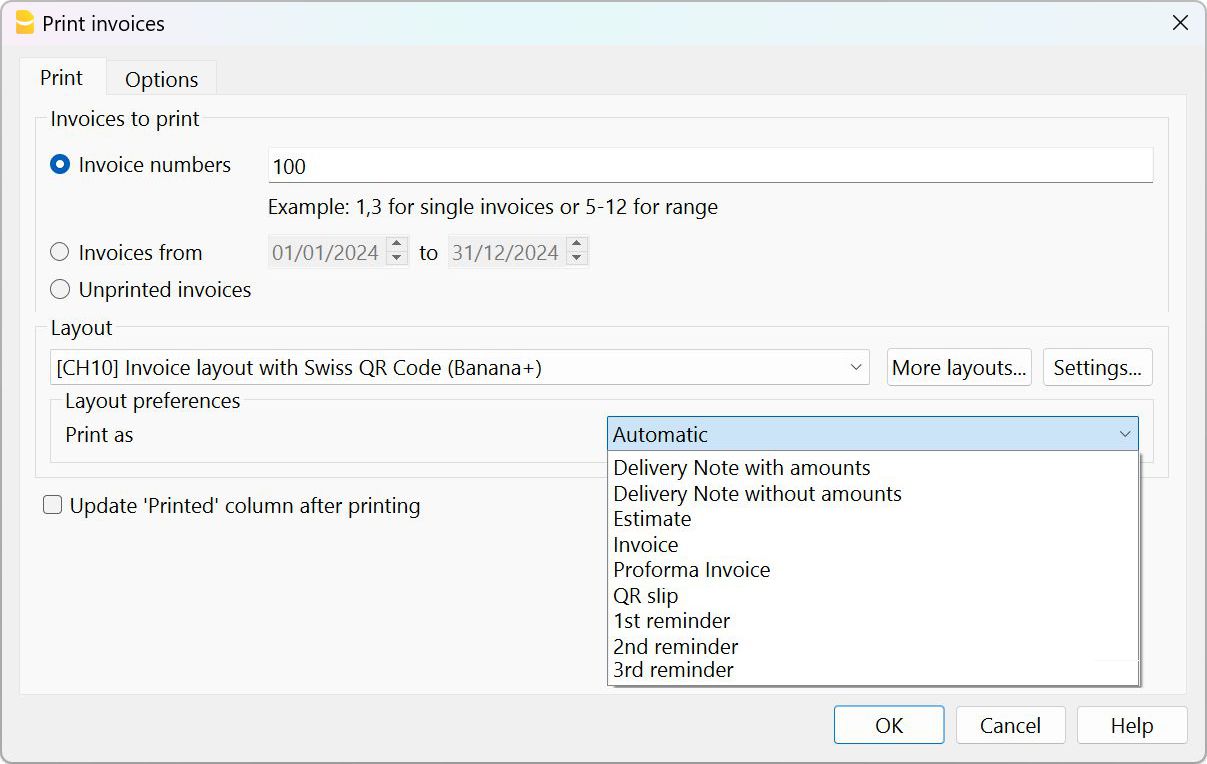 Print invoices
Print
Options
Invoices to print
Invoice numbers
100
Example: 1,3 for single invoices or 5-12 for range
Invoices from
01/01/2024
to
31/12/2024
Unprinted invoices
Layout
[CH10] Invoice layout with Swiss QR Code (Banana+)
More layouts...
Settings...
Layout preferences
Print as
Automatic
Delivery Note with amounts
Delivery Note without amounts
Estimate
Invoice
Proforma Invoice
QR slip
1st reminder
2nd reminder
3rd reminder
Update 'Printed' column after printing
OK
Cancel
Help